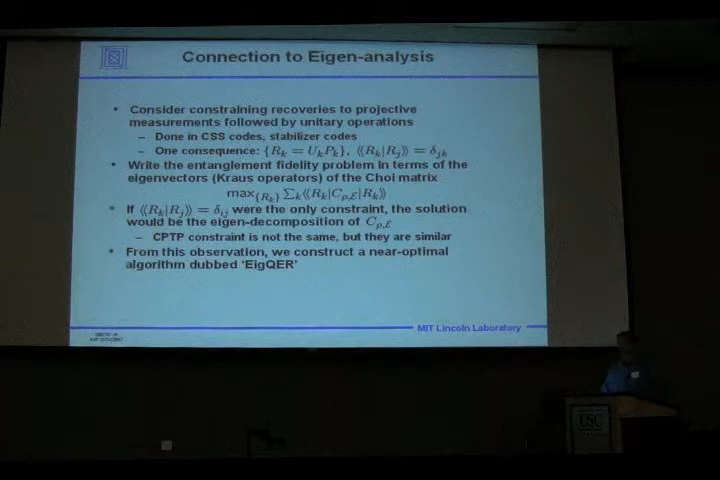 Connection to Eigen-analysis
• Consider constraining recoveries to projective
measurements followed by unitary operations
– Done in CSS codes, stabilizer codes
– One consequence: {R_k = U_kP_k}, ⟨⟨R_k|R_j⟩⟩ = δ_jk
• Write the entanglement fidelity problem in terms of the
eigenvectors (Kraus operators) of the Choi matrix
max_{R_k} ∑_k⟨⟨R_k|C_ρ,ℰ|R_k⟩⟩
• If ⟨⟨R_k|R_j⟩⟩ = δ_ij were the only constraint, the solution
would be the eigen-decomposition of C_ρ,ℰ
– CPTP constraint is not the same, but they are similar
• From this observation, we construct a near-optimal
algorithm dubbed 'EigQER'
MIT Lincoln Laboratory
USC